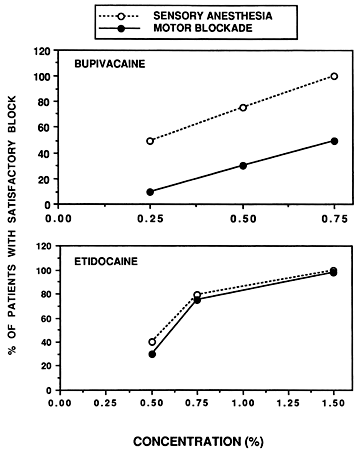 SENSORY ANESTHESIA
MOTOR BLOCKADE
% OF PATIENTS WITH SATISFACTORY BLOCK
120
BUPIVACAINE
100
80
60
40
20
0
0.00 0.25 0.50 0.75
120
ETIDOCAINE
100
80
60
40
20
0
0.00 0.25 0.50 0.75 1.00 1.25 1.50
CONCENTRATION (%)